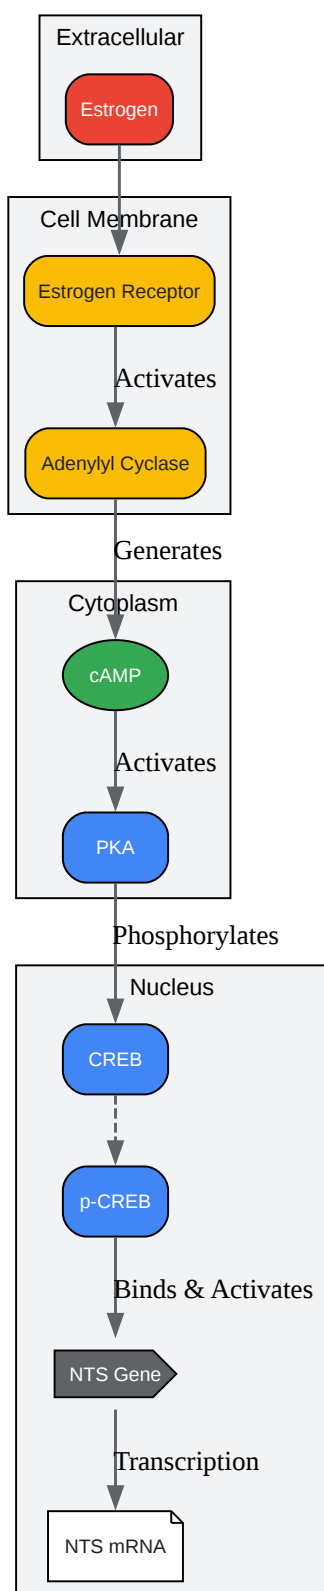 Extracellular
Estrogen
Cell Membrane
Estrogen Receptor
Activates
Adenylyl Cyclase
Generates
Cytoplasm
cAMP
Activates
PKA
Phosphorylates
Nucleus
CREB
p-CREB
Binds & Activates
NTS Gene
Transcription
NTS mRNA